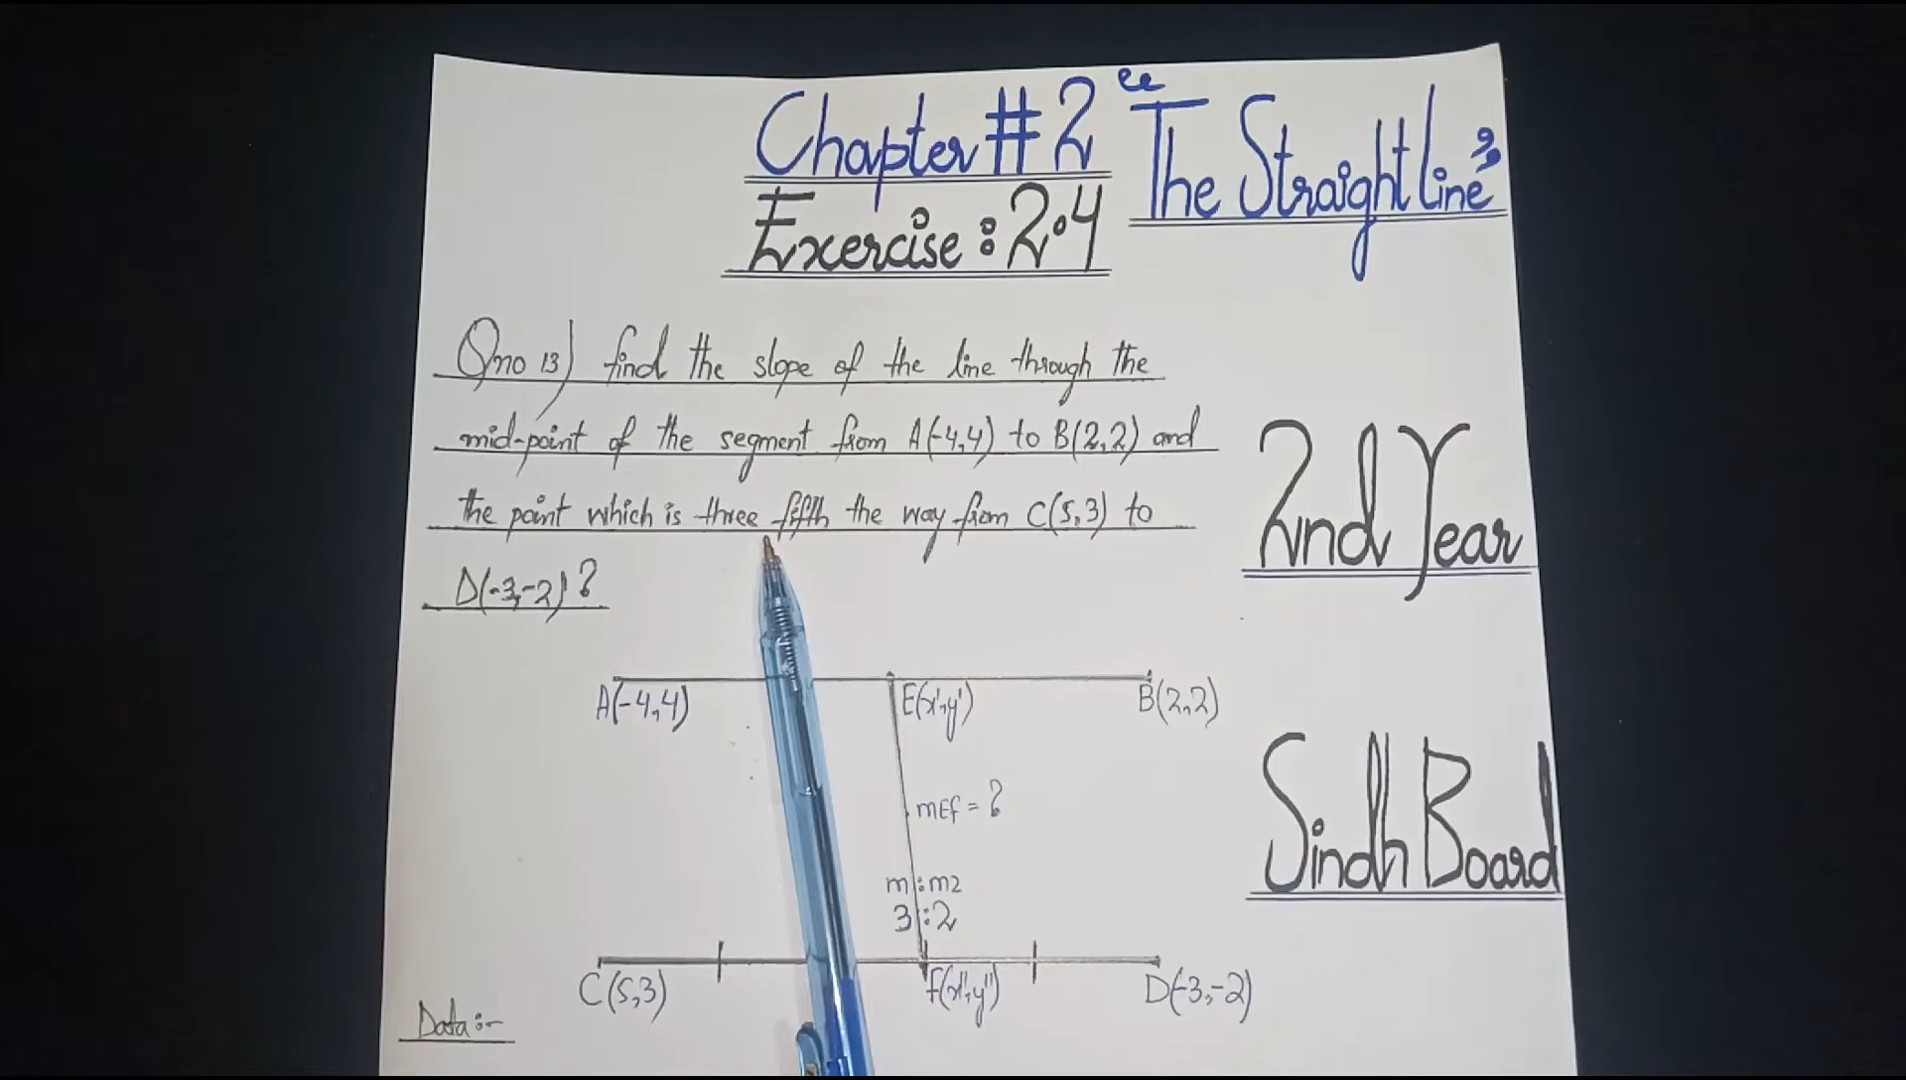 Chapter # 2 "The Straight line"
Exercise : 2.4
Qno 13) find the slope of the line through the
mid-point of the segment from A(-4,4) to B(2,2) and
the point which is three fifth the way from C(5,3) to
D(-3,-2) ?
2nd Year
A(-4,4) E(x',y') B(2,2)
mEf = ?
Sindh Board
m1:m2
3:2
C(5,3) f(x'',y'') D(-3,-2)
Data:-